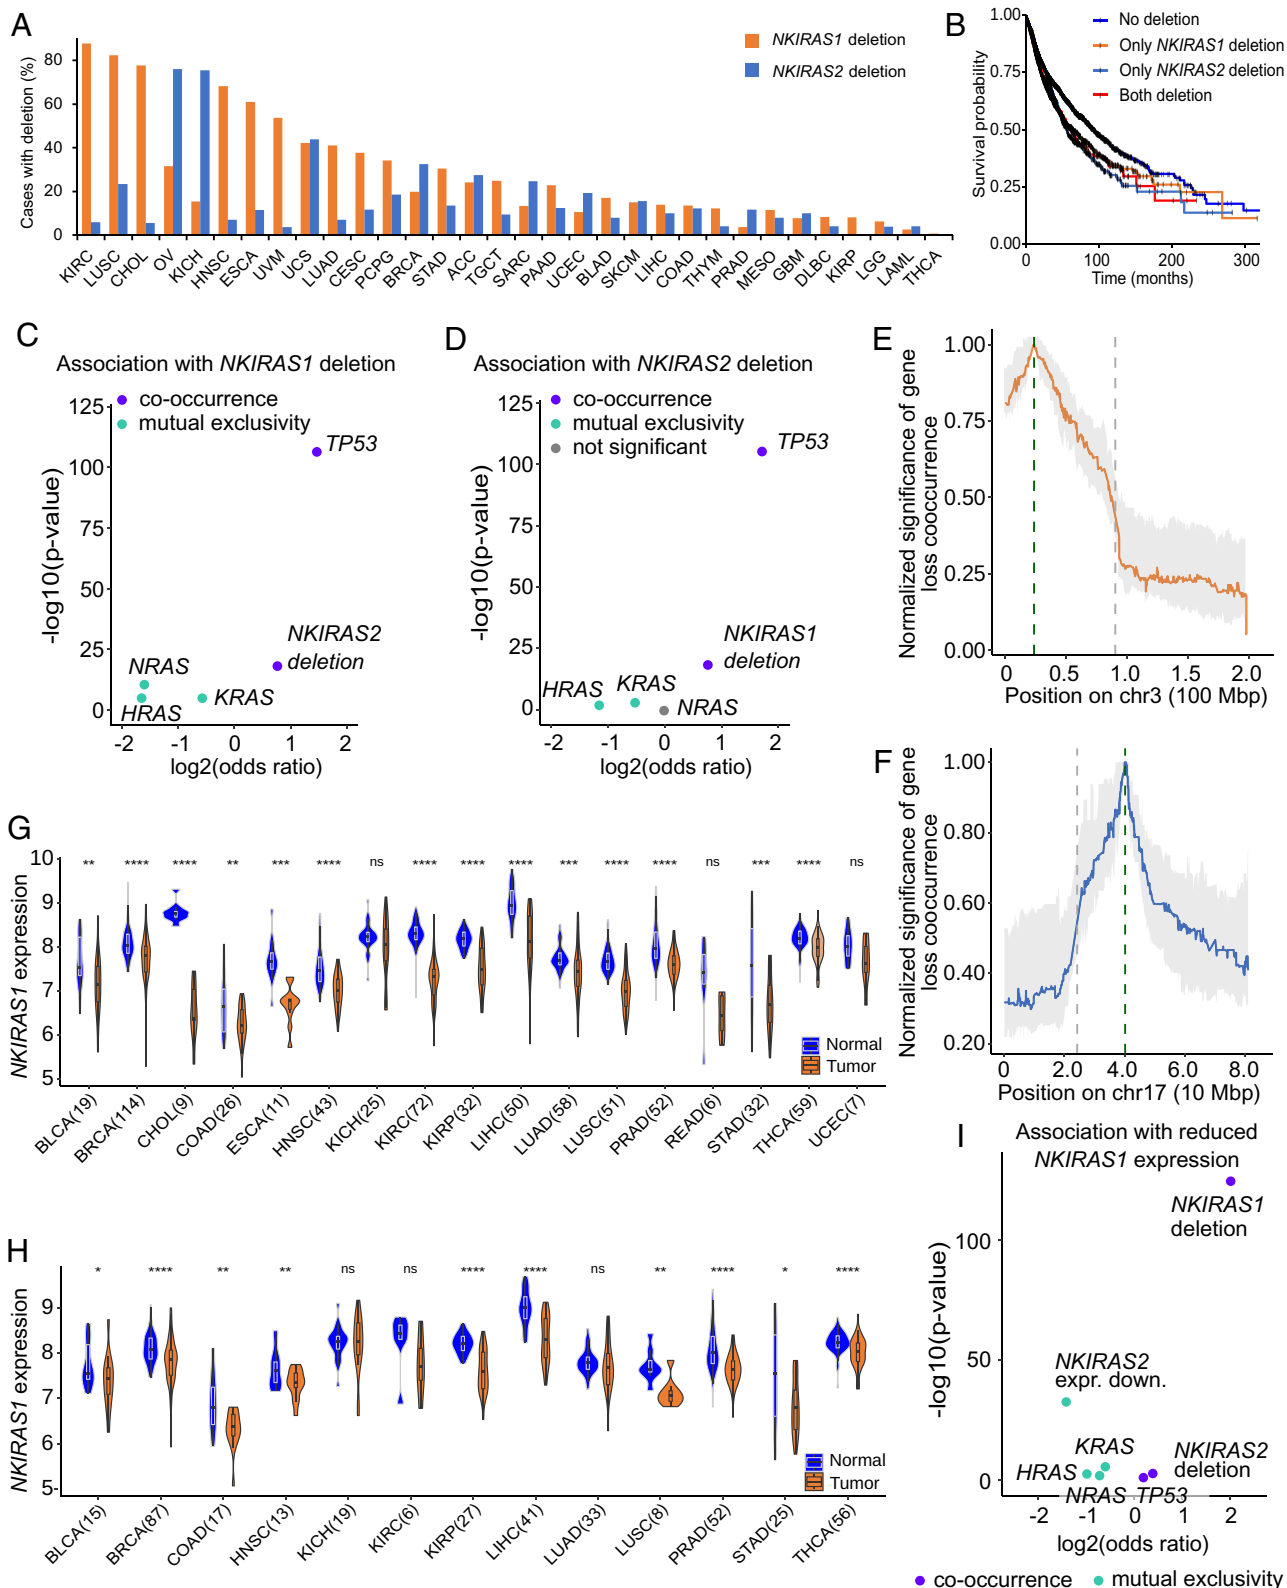 A
Cases with deletion (%)
80
60
40
20
0
NKIRAS1 deletion
NKIRAS2 deletion
KIRC
LUSC
CHOL
OV
KICH
HNSC
ESCA
UVM
UCS
LUAD
CESC
PCPG
BRCA
STAD
ACC
TGCT
SARC
PAAD
UCEC
BLAD
SKCM
LIHC
COAD
THYM
PRAD
MESO
GBM
DLBC
KIRP
LGG
LAML
THCA
B
Survival probability
1.00
0.75
0.50
0.25
0.00
No deletion
Only NKIRAS1 deletion
Only NKIRAS2 deletion
Both deletion
0 100 200 300
Time (months)
C
Association with NKIRAS1 deletion
co-occurrence
mutual exclusivity
-log10(p-value)
125
100
75
50
25
0
TP53
NKIRAS2
deletion
NRAS
KRAS
HRAS
-2 -1 0 1 2
log2(odds ratio)
D
Association with NKIRAS2 deletion
co-occurrence
mutual exclusivity
not significant
-log10(p-value)
125
100
75
50
25
0
TP53
NKIRAS1
deletion
HRAS
KRAS
NRAS
-2 -1 0 1 2
log2(odds ratio)
E
Normalized significance of gene
loss cooccurrence
1.00
0.75
0.50
0.25
0.00
0 0.5 1.0 1.5 2.0
Position on chr3 (100 Mbp)
F
Normalized significance of gene
loss cooccurrence
1.00
0.80
0.60
0.40
0.20
0 2.0 4.0 6.0 8.0
Position on chr17 (10 Mbp)
G
NKIRAS1 expression
10
9
8
7
6
5
** **** **** ** *** **** ns **** **** **** *** **** **** ns *** **** ns
Normal
Tumor
BLCA(19)
BRCA(114)
CHOL(9)
COAD(26)
ESCA(11)
HNSC(43)
KICH(25)
KIRC(72)
KIRP(32)
LIHC(50)
LUAD(58)
LUSC(51)
PRAD(52)
READ(6)
STAD(32)
THCA(59)
UCEC(7)
H
NKIRAS1 expression
9
8
7
6
5
* **** ** ** ns ns **** **** ns ** **** * ****
Normal
Tumor
BLCA(15)
BRCA(87)
COAD(17)
HNSC(13)
KICH(19)
KIRC(6)
KIRP(27)
LIHC(41)
LUAD(33)
LUSC(8)
PRAD(52)
STAD(25)
THCA(56)
I
Association with reduced
NKIRAS1 expression
-log10(p-value)
100
50
0
NKIRAS1
deletion
NKIRAS2
expr. down.
KRAS
HRAS
NRAS
TP53
NKIRAS2
deletion
-2 -1 0 1 2
log2(odds ratio)
co-occurrence
mutual exclusivity